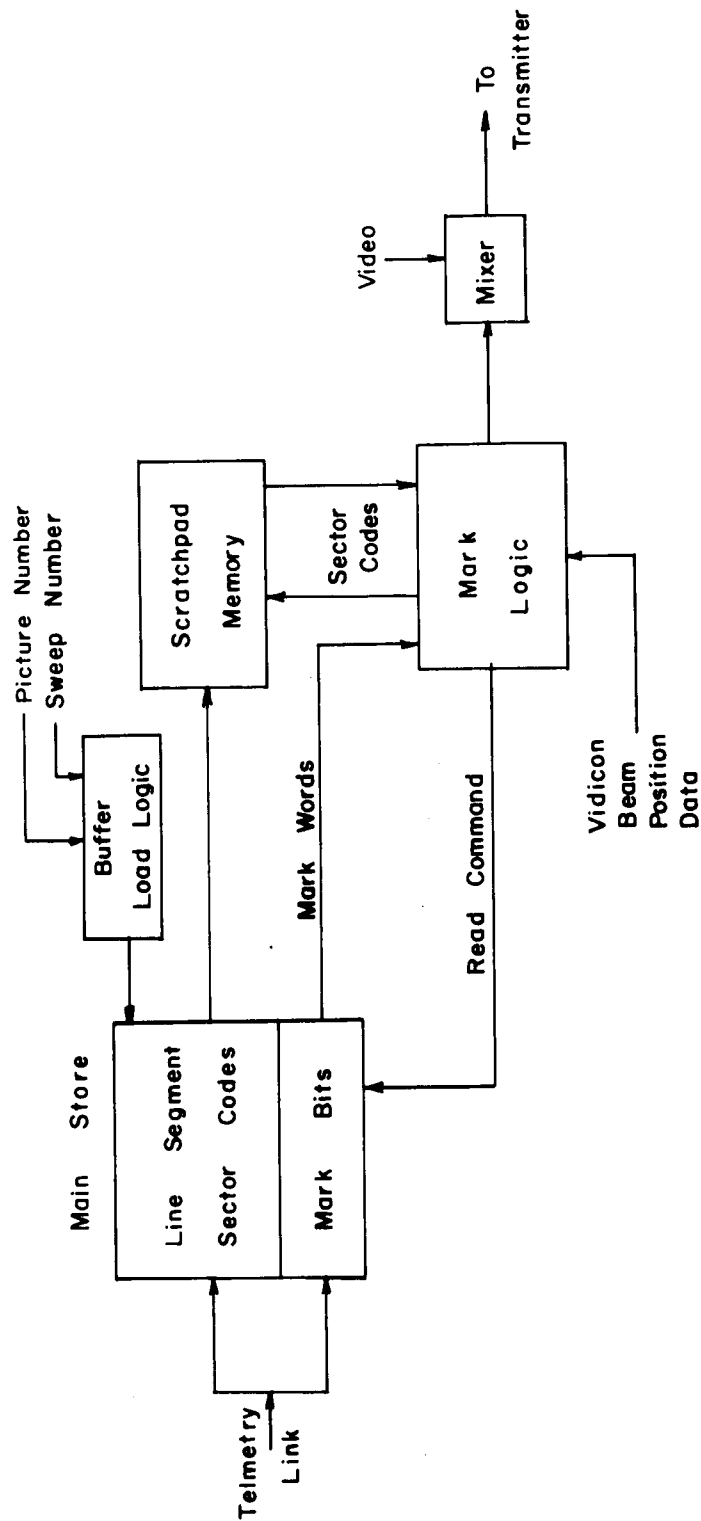 Telmetry
Link
Main Store
Line Segment
Sector Codes
Mark Bits
Buffer
Load Logic
Picture Number
Sweep Number
Mark Words
Read Command
Scratchpad
Memory
Sector
Codes
Mark
Logic
Vidicon
Beam
Position
Data
Video
Mixer
To
Transmitter